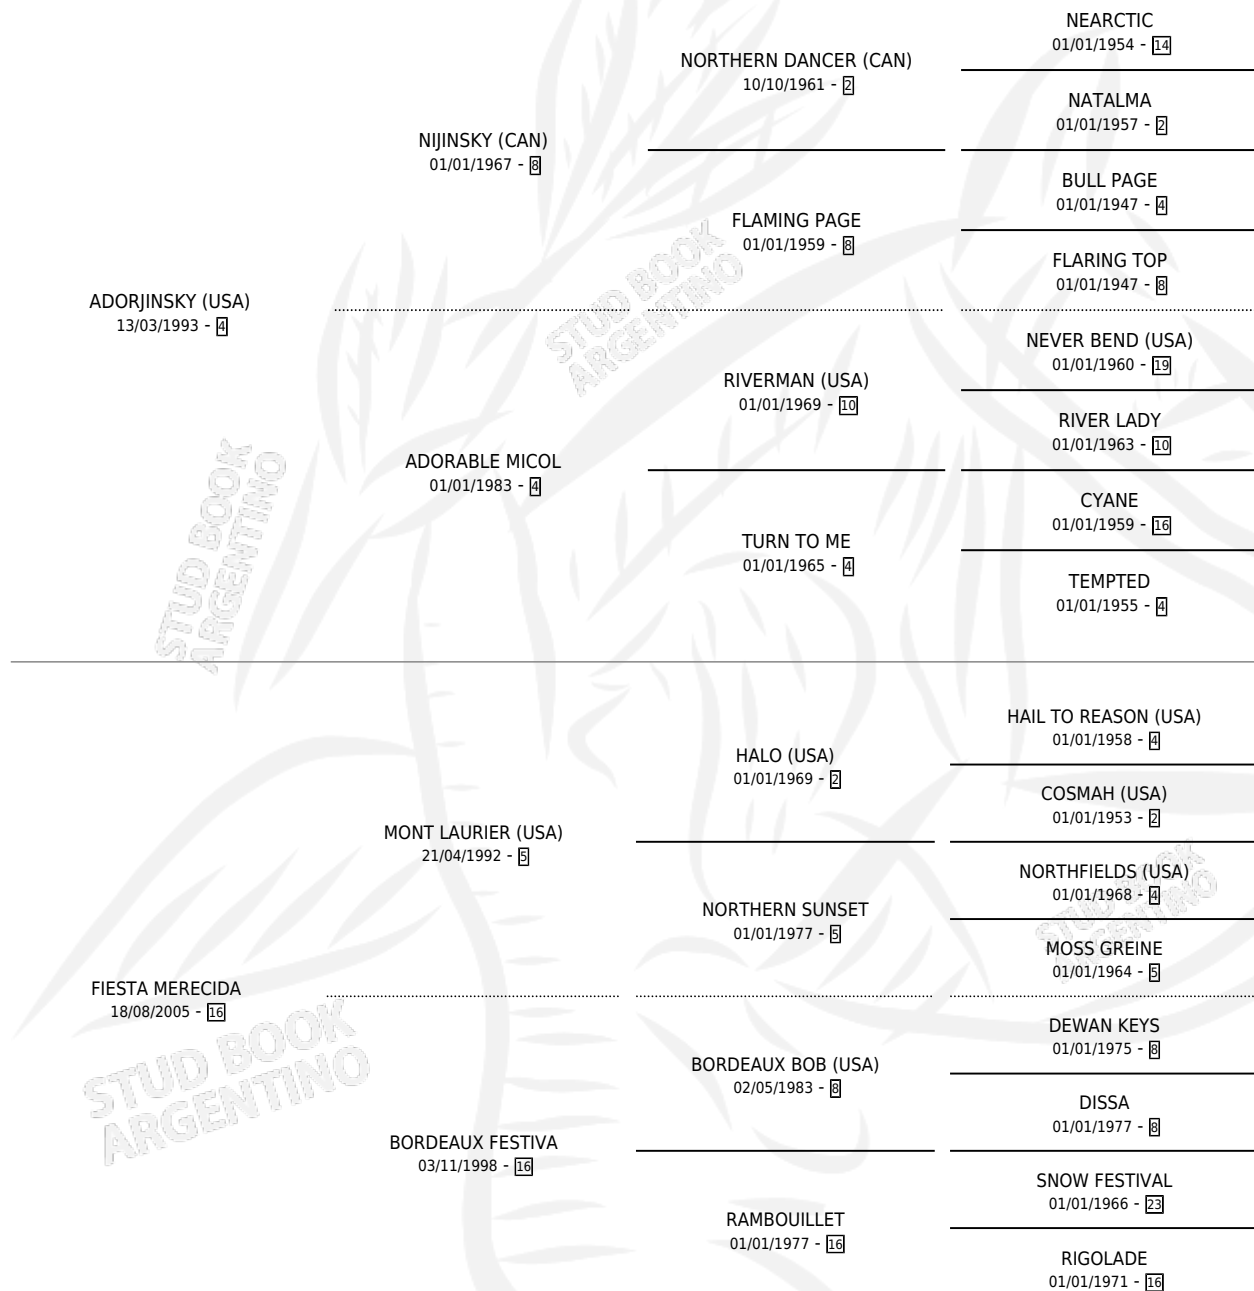 NEARCTIC
01/01/1954 - 14
NORTHERN DANCER (CAN)
10/10/1961 - 2
NATALMA
01/01/1957 - 2
NIJINSKY (CAN)
01/01/1967 - 8
BULL PAGE
01/01/1947 - 4
FLAMING PAGE
01/01/1959 - 8
FLARING TOP
01/01/1947 - 8
ADORJINSKY (USA)
13/03/1993 - 4
STUD BOOK
ARGENTINO
NEVER BEND (USA)
01/01/1960 - 19
RIVERMAN (USA)
01/01/1969 - 10
RIVER LADY
01/01/1963 - 10
ADORABLE MICOL
01/01/1983 - 4
CYANE
01/01/1959 - 16
TURN TO ME
01/01/1965 - 4
TEMPTED
01/01/1955 - 4
STUD BOOK
ARGENTINO
HAIL TO REASON (USA)
01/01/1958 - 4
HALO (USA)
01/01/1969 - 2
COSMAH (USA)
01/01/1953 - 2
MONT LAURIER (USA)
21/04/1992 - 5
NORTHFIELDS (USA)
01/01/1968 - 4
NORTHERN SUNSET
01/01/1977 - 5
STUD BOOK
ARGENTINO
MOSS GREINE
01/01/1964 - 5
FIESTA MERECIDA
18/08/2005 - 16
DEWAN KEYS
01/01/1975 - 8
BORDEAUX BOB (USA)
02/05/1983 - 8
STUD BOOK
ARGENTINO
DISSA
01/01/1977 - 8
BORDEAUX FESTIVA
03/11/1998 - 16
SNOW FESTIVAL
01/01/1966 - 23
RAMBOUILLET
01/01/1977 - 16
RIGOLADE
01/01/1971 - 16